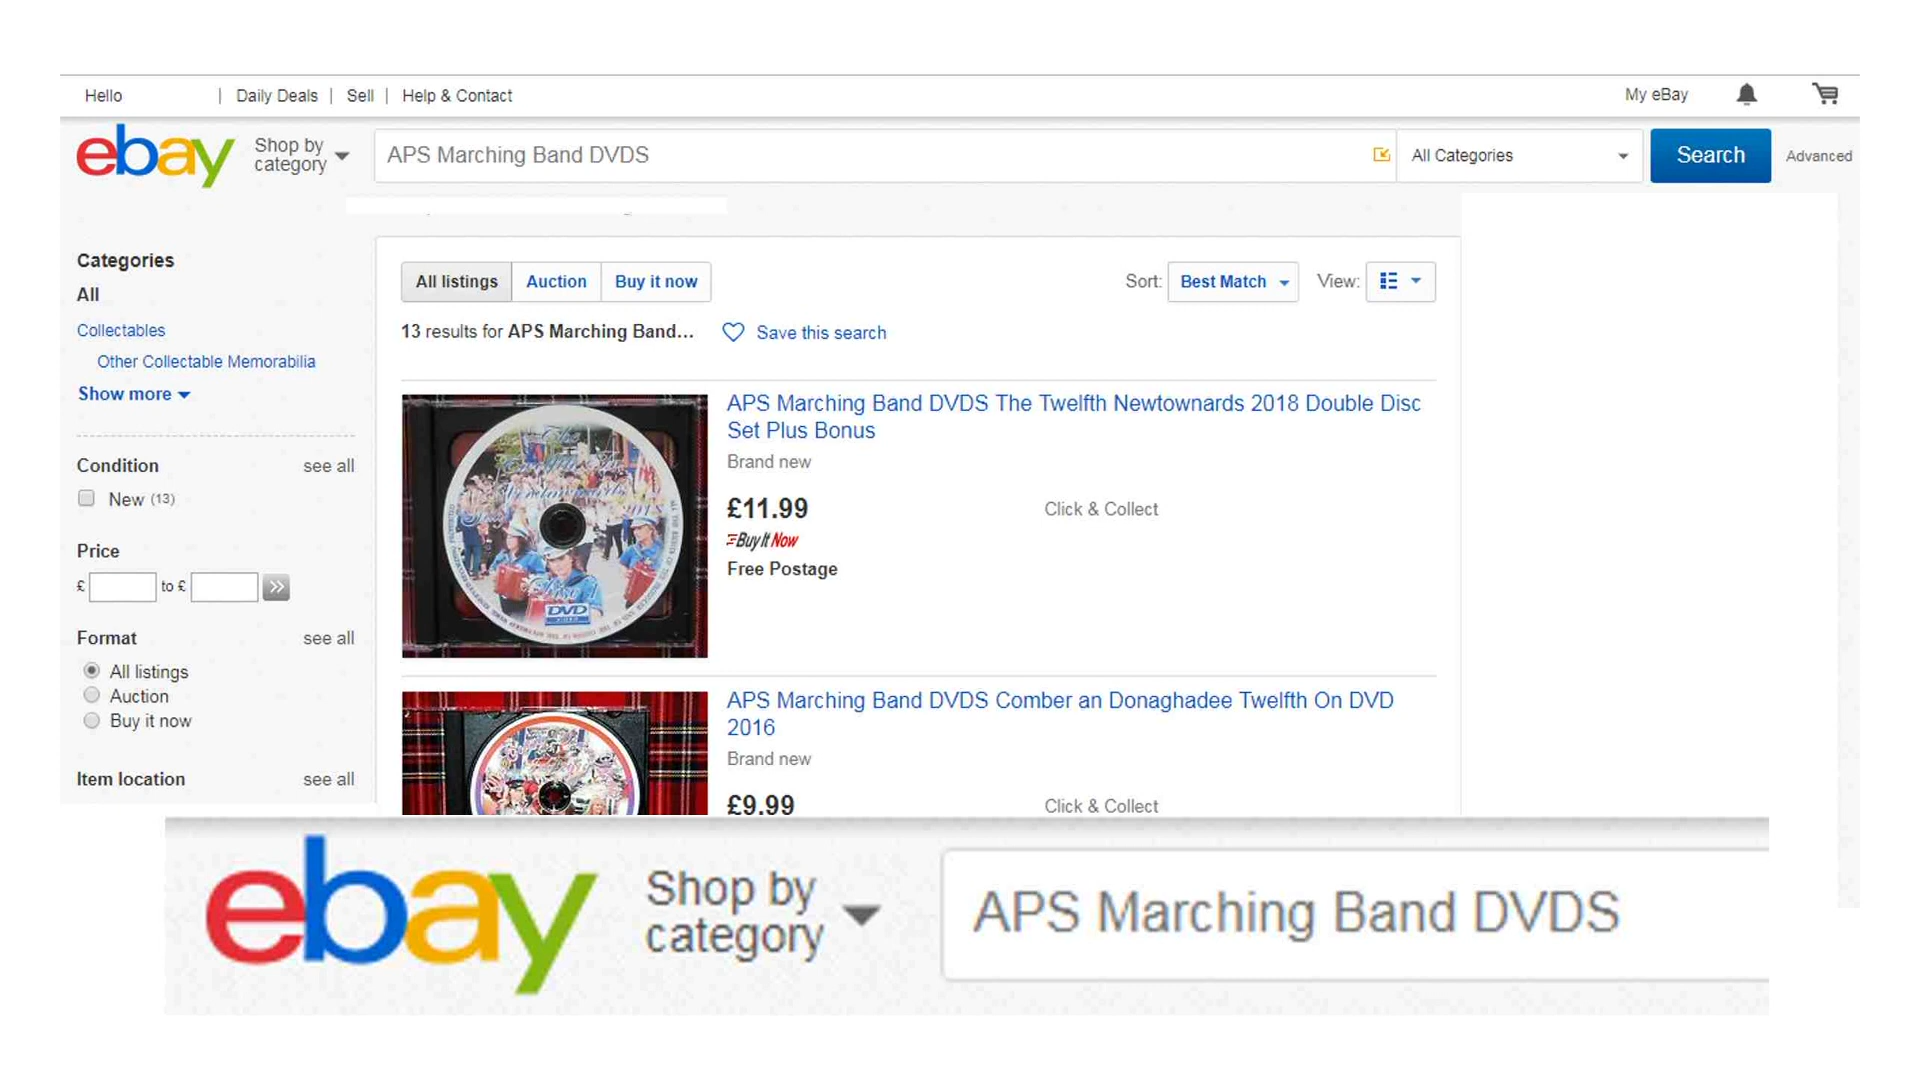 Hello | Daily Deals | Sell | Help & Contact My eBay
ebay Shop by category APS Marching Band DVDS All Categories Search Advanced
Categories
All
Collectables
Other Collectable Memorabilia
Show more
Condition see all
New (13)
Price
£ to £
Format see all
All listings
Auction
Buy it now
Item location see all
All listings Auction Buy it now Sort: Best Match View:
13 results for APS Marching Band... Save this search
APS Marching Band DVDS The Twelfth Newtownards 2018 Double Disc
Set Plus Bonus
Brand new
£11.99 Click & Collect
Buy It Now
Free Postage
Disc 1
DVD
APS Marching Band DVDS Comber an Donaghadee Twelfth On DVD
2016
Brand new
£9.99 Click & Collect
ebay Shop by category APS Marching Band DVDS